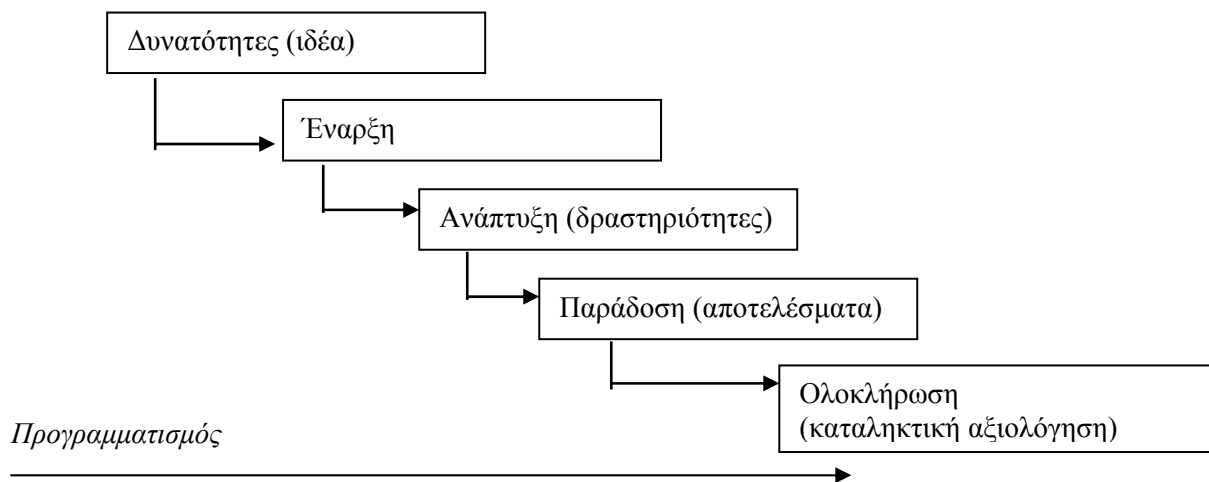 Δυνατότητες (ιδέα)
Έναρξη
Ανάπτυξη (δραστηριότητες)
Παράδοση (αποτελέσματα)
Ολοκλήρωση
(καταληκτική αξιολόγηση)
Προγραμματισμός